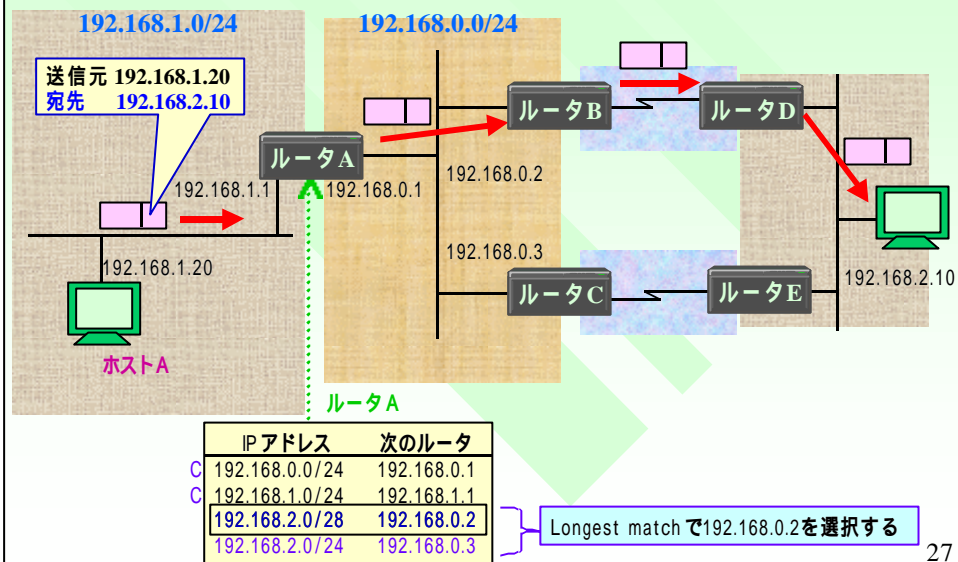 192.168.1.0/24
192.168.0.0/24
送信元 192.168.1.20
宛先 192.168.2.10
ルータB
ルータD
ルータA
192.168.1.1
192.168.0.1
192.168.0.2
192.168.0.3
192.168.1.20
192.168.2.10
ルータC
ルータE
ホストA
ルータA
IPアドレス 次のルータ
C 192.168.0.0/24 192.168.0.1
C 192.168.1.0/24 192.168.1.1
192.168.2.0/28 192.168.0.2
192.168.2.0/24 192.168.0.3
Longest matchで192.168.0.2を選択する
27